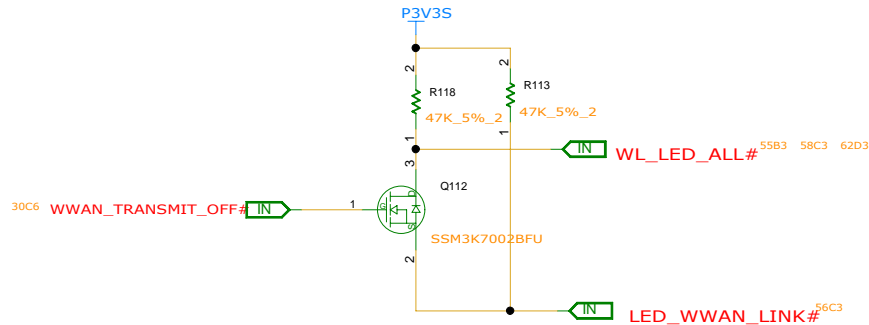 P3V3S
2
2
R118
R113
47K_5%_2
47K_5%_2
1
1
IN
WL_LED_ALL#
55B3 58C3 62D3
3
Q112
D
30C6
WWAN_TRANSMIT_OFF#
IN
1
G
S
SSM3K7002BFU
2
IN
LED_WWAN_LINK#
56C3